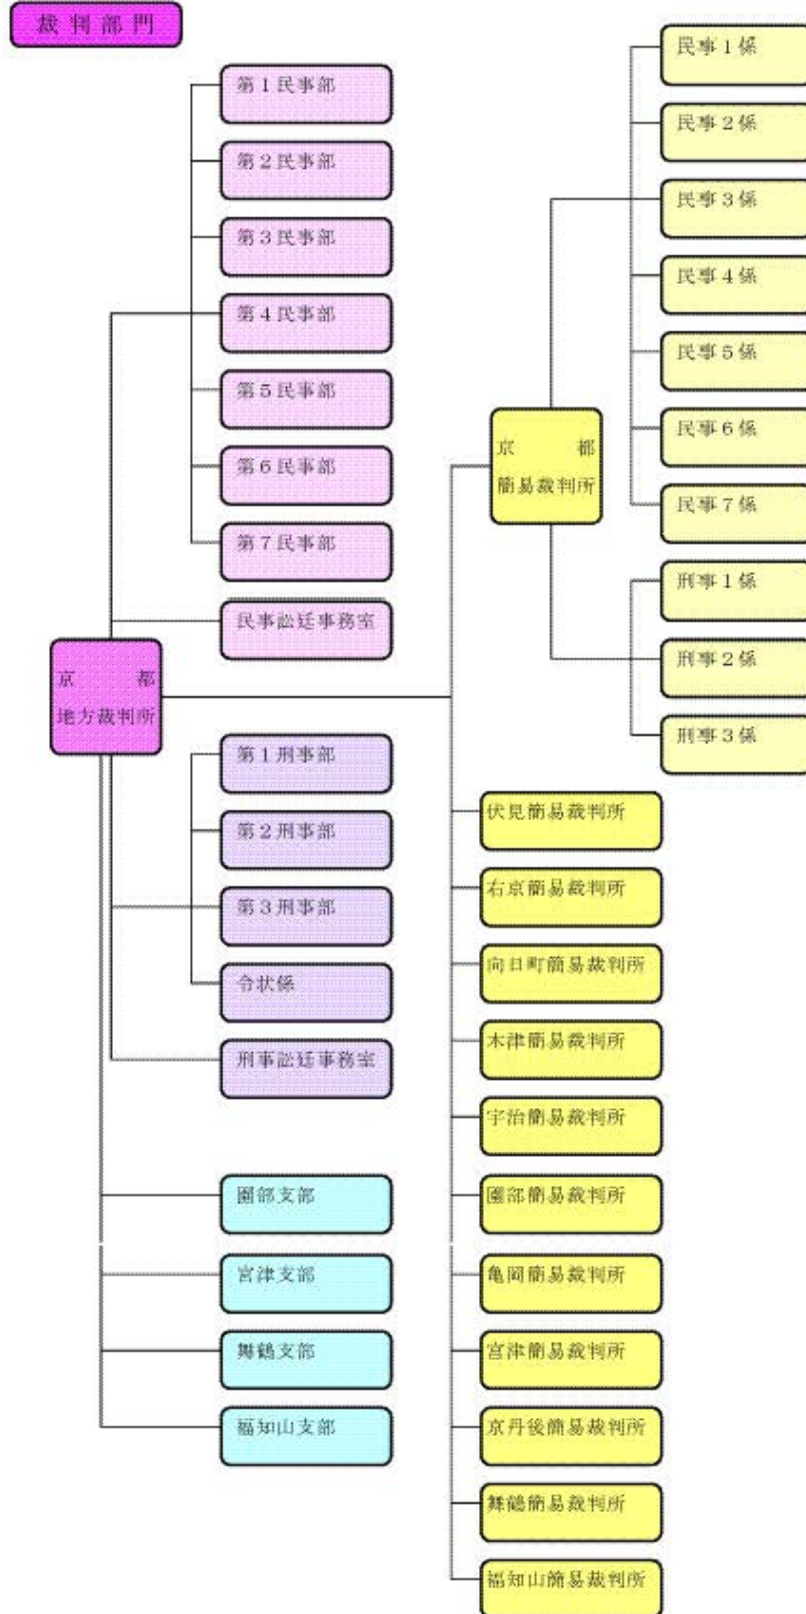 裁判部門
第1民事部
第2民事部
第3民事部
第4民事部
第5民事部
第6民事部
第7民事部
民事訟廷事務室
京都
地方裁判所
第1刑事部
第2刑事部
第3刑事部
令状係
刑事訟廷事務室
園部支部
宮津支部
舞鶴支部
福知山支部
民事1係
民事2係
民事3係
民事4係
民事5係
民事6係
民事7係
京都
簡易裁判所
刑事1係
刑事2係
刑事3係
伏見簡易裁判所
右京簡易裁判所
向日町簡易裁判所
木津簡易裁判所
宇治簡易裁判所
園部簡易裁判所
亀岡簡易裁判所
宮津簡易裁判所
京丹後簡易裁判所
舞鶴簡易裁判所
福知山簡易裁判所